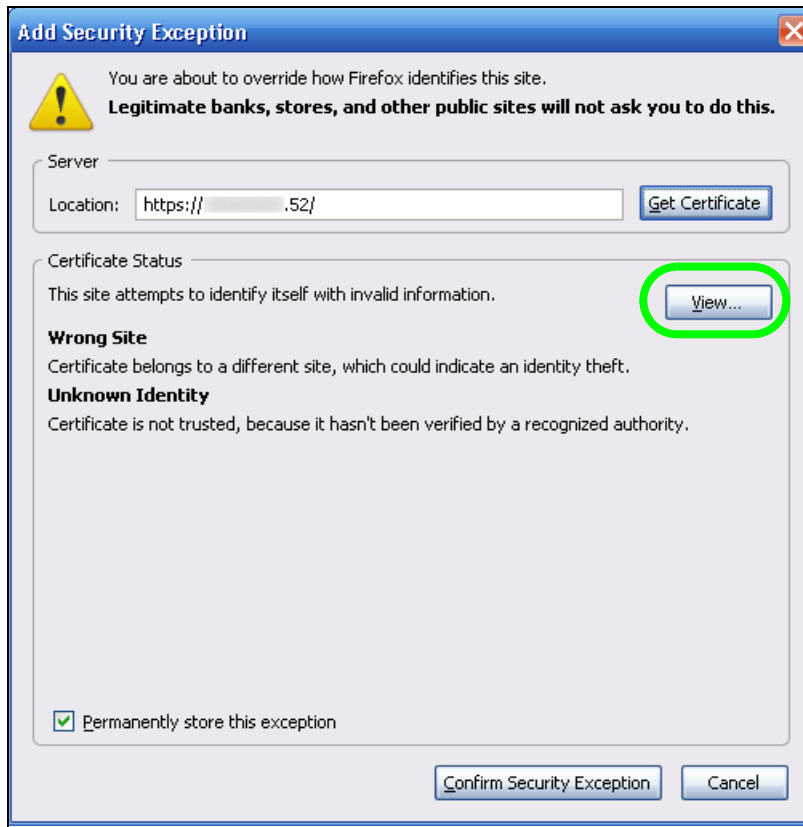 Add Security Exception
You are about to override how Firefox identifies this site.
Legitimate banks, stores, and other public sites will not ask you to do this.
Server
Location: https:// .52/ Get Certificate
Certificate Status
This site attempts to identify itself with invalid information. View...
Wrong Site
Certificate belongs to a different site, which could indicate an identity theft.
Unknown Identity
Certificate is not trusted, because it hasn't been verified by a recognized authority.
Permanently store this exception
Confirm Security Exception Cancel